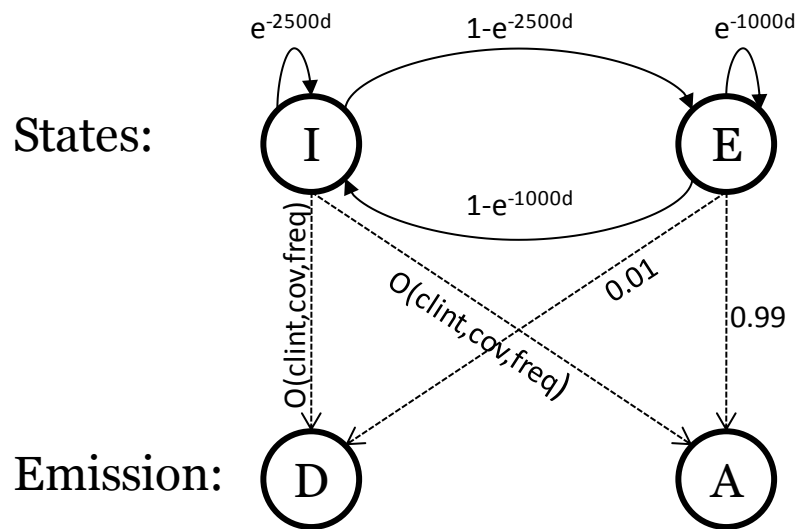 e^-2500d
1-e^-2500d
e^-1000d
States:
I
E
1-e^-1000d
O(clint,cov,freq)
O(clint,cov,freq)
0.01
0.99
Emission:
D
A